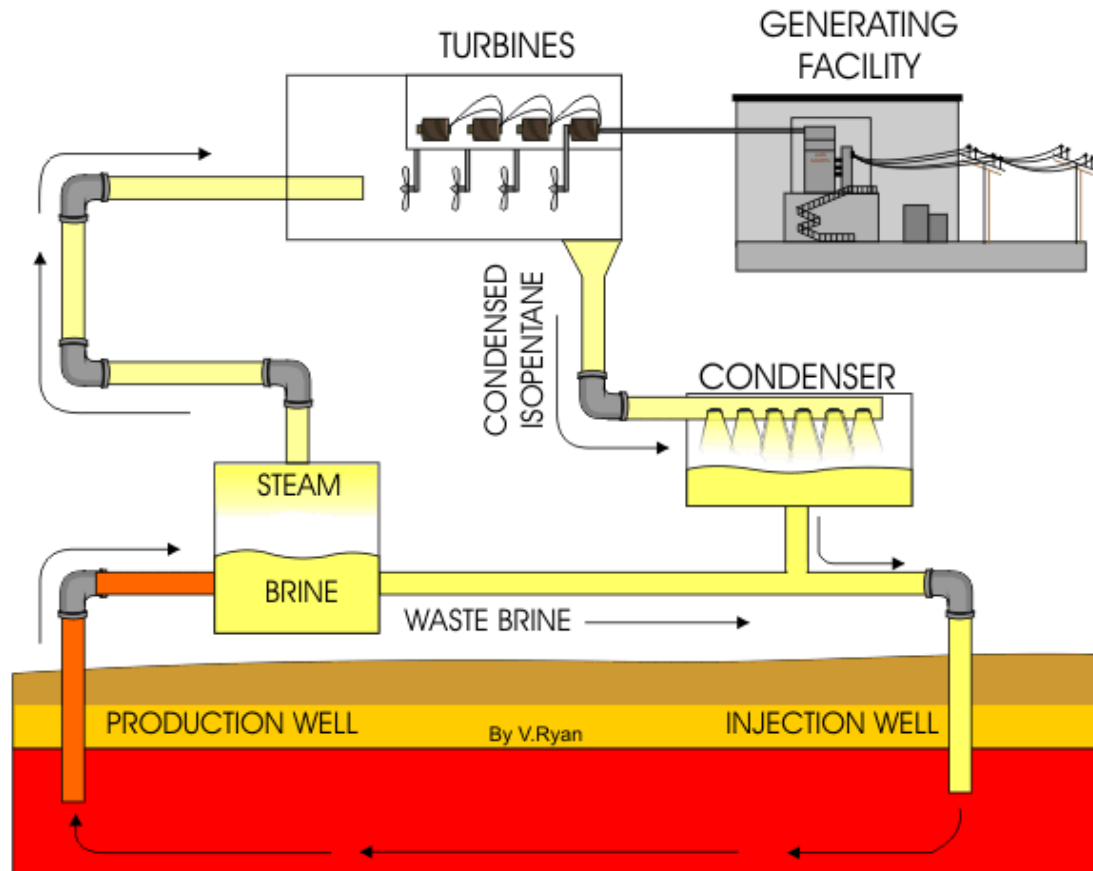 TURBINES
GENERATING
FACILITY
CONDENSED
ISOPENTANE
CONDENSER
STEAM
BRINE
WASTE BRINE
PRODUCTION WELL
By V.Ryan
INJECTION WELL